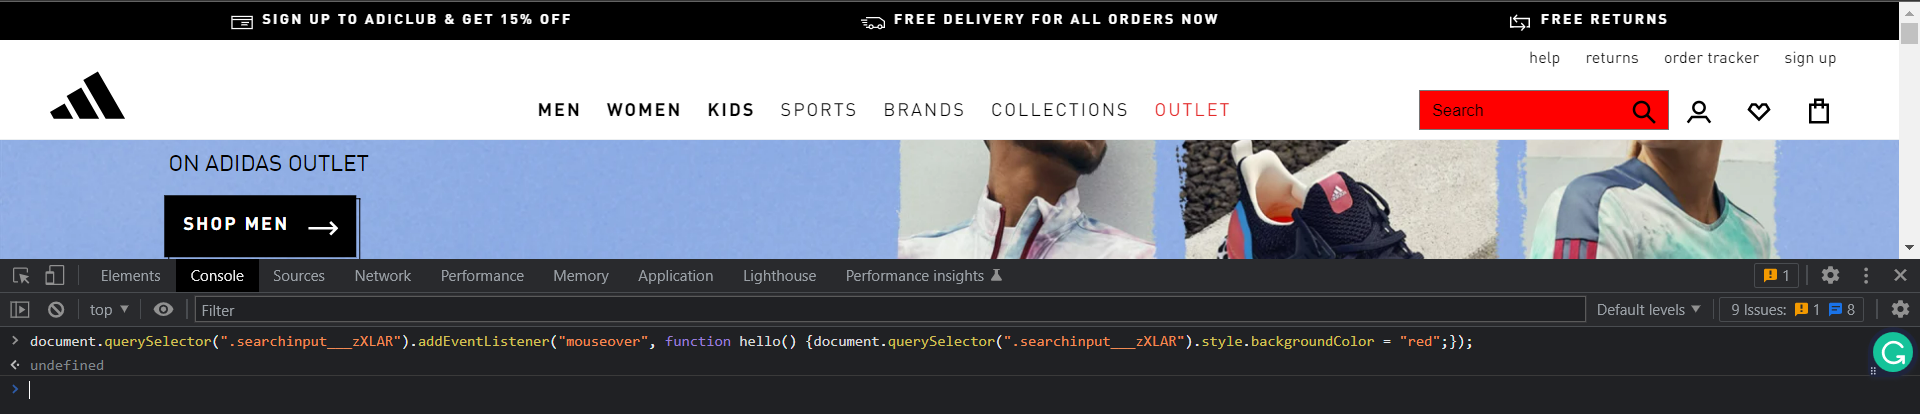 SIGN UP TO ADICLUB & GET 15% OFF
FREE DELIVERY FOR ALL ORDERS NOW
FREE RETURNS
help returns order tracker sign up
MEN WOMEN KIDS SPORTS BRANDS COLLECTIONS OUTLET
Search
ON ADIDAS OUTLET
SHOP MEN
Elements Console Sources Network Performance Memory Application Lighthouse Performance insights 1
top Filter Default levels 9 Issues: 1 8
document.querySelector(".searchinput___zXLAR").addEventListener("mouseover", function hello() {document.querySelector(".searchinput___zXLAR").style.backgroundColor = "red";});
undefined